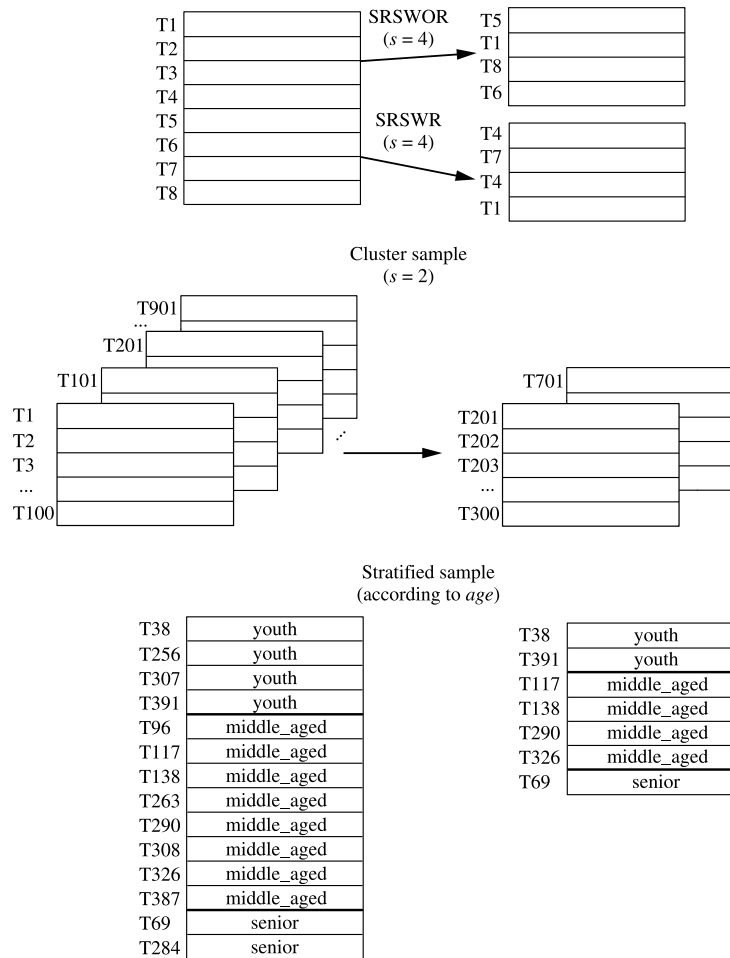 SRSWOR
(s = 4)
T1
T2
T3
T4
T5
T6
T7
T8
T5
T1
T8
T6
SRSWR
(s = 4)
T4
T7
T4
T1
Cluster sample
(s = 2)
T901
...
T201
T101
T1
T2
T3
...
T100
...
T701
T201
T202
T203
...
T300
Stratified sample
(according to age)
T38 youth
T256 youth
T307 youth
T391 youth
T96 middle_aged
T117 middle_aged
T138 middle_aged
T263 middle_aged
T290 middle_aged
T308 middle_aged
T326 middle_aged
T387 middle_aged
T69 senior
T284 senior
T38 youth
T391 youth
T117 middle_aged
T138 middle_aged
T290 middle_aged
T326 middle_aged
T69 senior